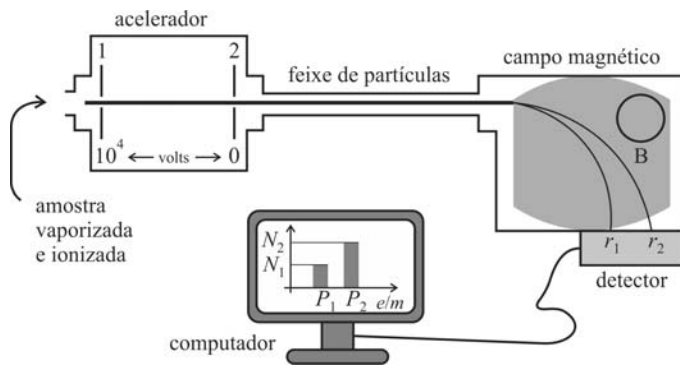 acelerador
1 2
10⁴ ← volts → 0
feixe de partículas
campo magnético
B
amostra
vaporizada
e ionizada
N₂
N₁
P₁ P₂ e/m
r₁ r₂
detector
computador